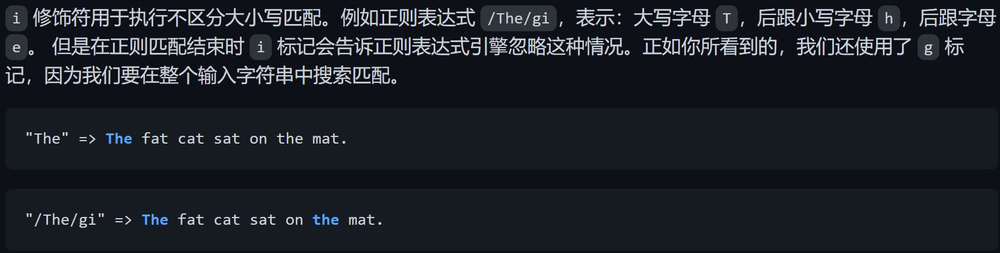 i 修饰符用于执行不区分大小写匹配。例如正则表达式 /The/gi，表示：大写字母 T，后跟小写字母 h，后跟字母
e。 但是在正则匹配结束时 i 标记会告诉正则表达式引擎忽略这种情况。正如你所看到的，我们还使用了 g 标
记，因为我们要在整个输入字符串中搜索匹配。
"The" => The fat cat sat on the mat.
"/The/gi" => The fat cat sat on the mat.